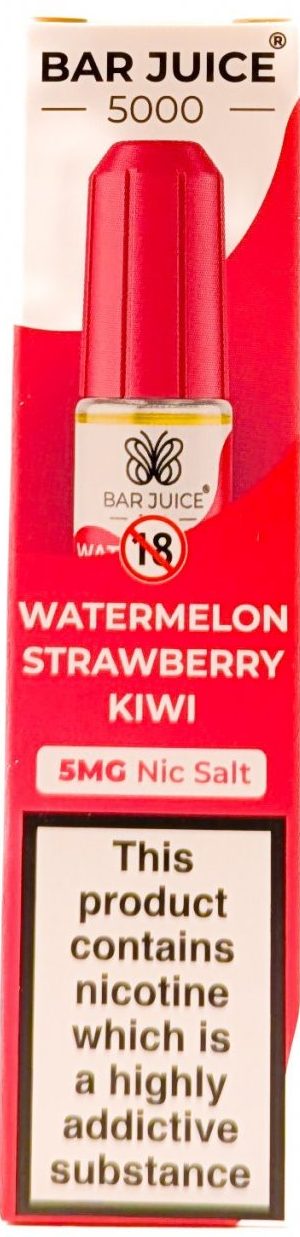 BAR JUICE®
5000
BAR JUICE®
WAT
18
WATERMELON
STRAWBERRY
KIWI
5MG Nic Salt
This
product
contains
nicotine
which is
a highly
addictive
substance